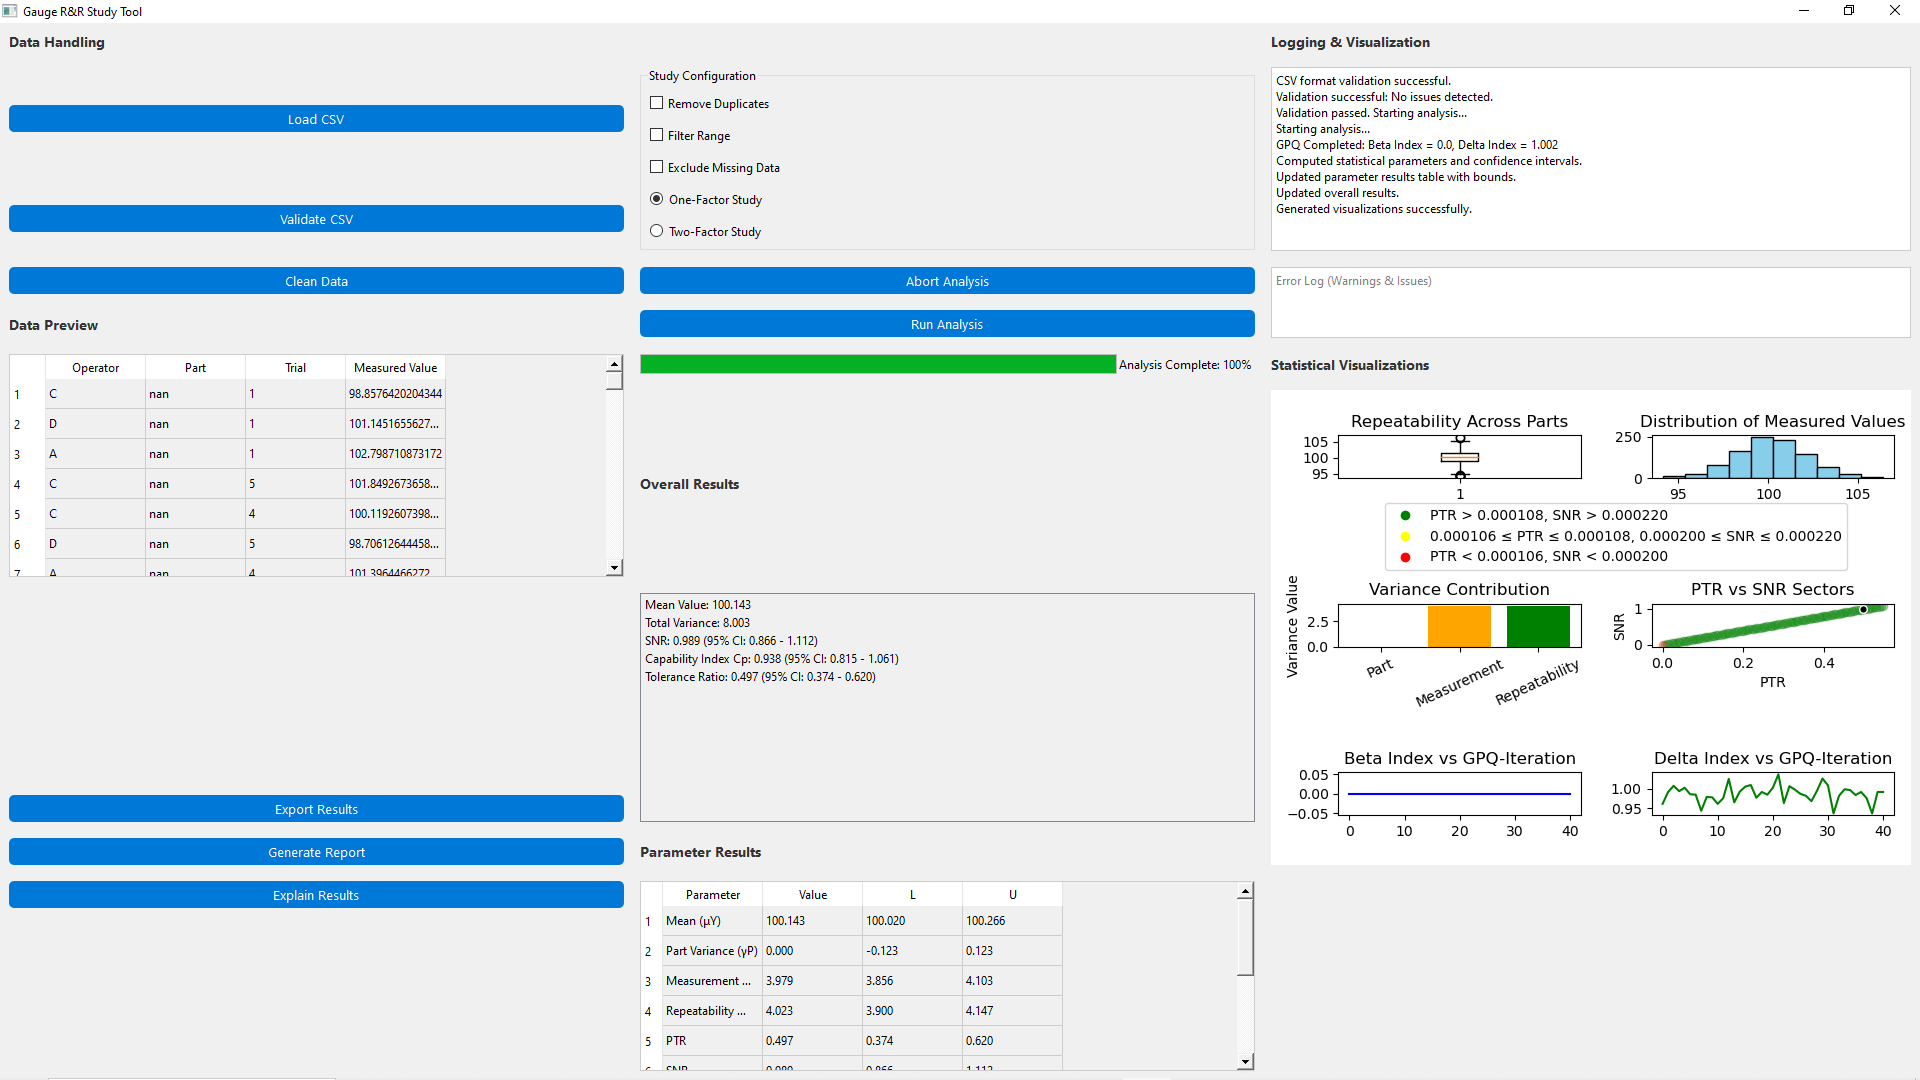 Gauge R&R Study Tool
Data Handling
Load CSV
Validate CSV
Clean Data
Data Preview
Operator Part Trial Measured Value
1 C nan 1 98.8576420204344
2 D nan 1 101.1451655627...
3 A nan 1 102.798710873172
4 C nan 5 101.8492673658...
5 C nan 4 100.1192607398...
6 D nan 5 98.70612644458...
7 A nan 4 101.3964466272
Export Results
Generate Report
Explain Results
Study Configuration
Remove Duplicates
Filter Range
Exclude Missing Data
One-Factor Study
Two-Factor Study
Abort Analysis
Run Analysis
Analysis Complete: 100%
Overall Results
Mean Value: 100.143
Total Variance: 8.003
SNR: 0.989 (95% CI: 0.866 - 1.112)
Capability Index Cp: 0.938 (95% CI: 0.815 - 1.061)
Tolerance Ratio: 0.497 (95% CI: 0.374 - 0.620)
Parameter Results
Parameter Value L U
1 Mean (μY) 100.143 100.020 100.266
2 Part Variance (γP) 0.000 -0.123 0.123
3 Measurement ... 3.979 3.856 4.103
4 Repeatability ... 4.023 3.900 4.147
5 PTR 0.497 0.374 0.620
6 SNR 0.989 0.866 1.112
Logging & Visualization
CSV format validation successful.
Validation successful: No issues detected.
Validation passed. Starting analysis...
Starting analysis...
GPQ Completed: Beta Index = 0.0, Delta Index = 1.002
Computed statistical parameters and confidence intervals.
Updated parameter results table with bounds.
Updated overall results.
Generated visualizations successfully.
Error Log (Warnings & Issues)
Statistical Visualizations
Repeatability Across Parts
105
100
95
1
Distribution of Measured Values
250
0
95 100 105
PTR > 0.000108, SNR > 0.000220
0.000106 ≤ PTR ≤ 0.000108, 0.000200 ≤ SNR ≤ 0.000220
PTR < 0.000106, SNR < 0.000200
Variance Contribution
Variance Value
2.5
0.0
Part
Measurement
Repeatability
PTR vs SNR Sectors
SNR
1
0
0.0 0.2 0.4
PTR
Beta Index vs GPQ-Iteration
0.05
0.00
−0.05
0 10 20 30 40
Delta Index vs GPQ-Iteration
1.00
0.95
0 10 20 30 40